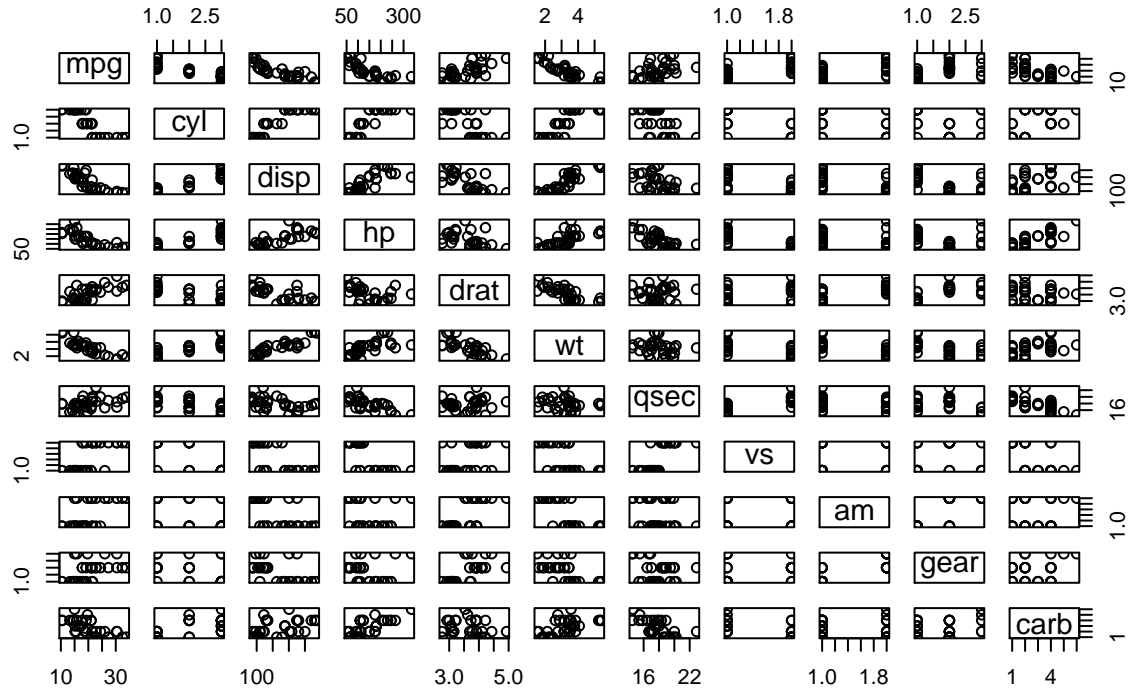 1.0 2.5 50 300 2 4 1.0 1.8 1.0 2.5
mpg 10
1.0 cyl
disp 100
50 hp
drat 3.0
2 wt
qsec 16
1.0 vs
am 1.0
1.0 gear
carb 1
10 30 100 3.0 5.0 16 22 1.0 1.8 1 4